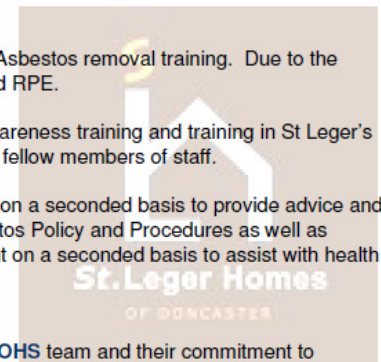 Asbestos removal training. Due to the
d RPE.
areness training and training in St Leger's
fellow members of staff.
on a seconded basis to provide advice and
tos Policy and Procedures as well as
t on a seconded basis to assist with health
St.Leger Homes
OF DONCASTER
OHS team and their commitment to